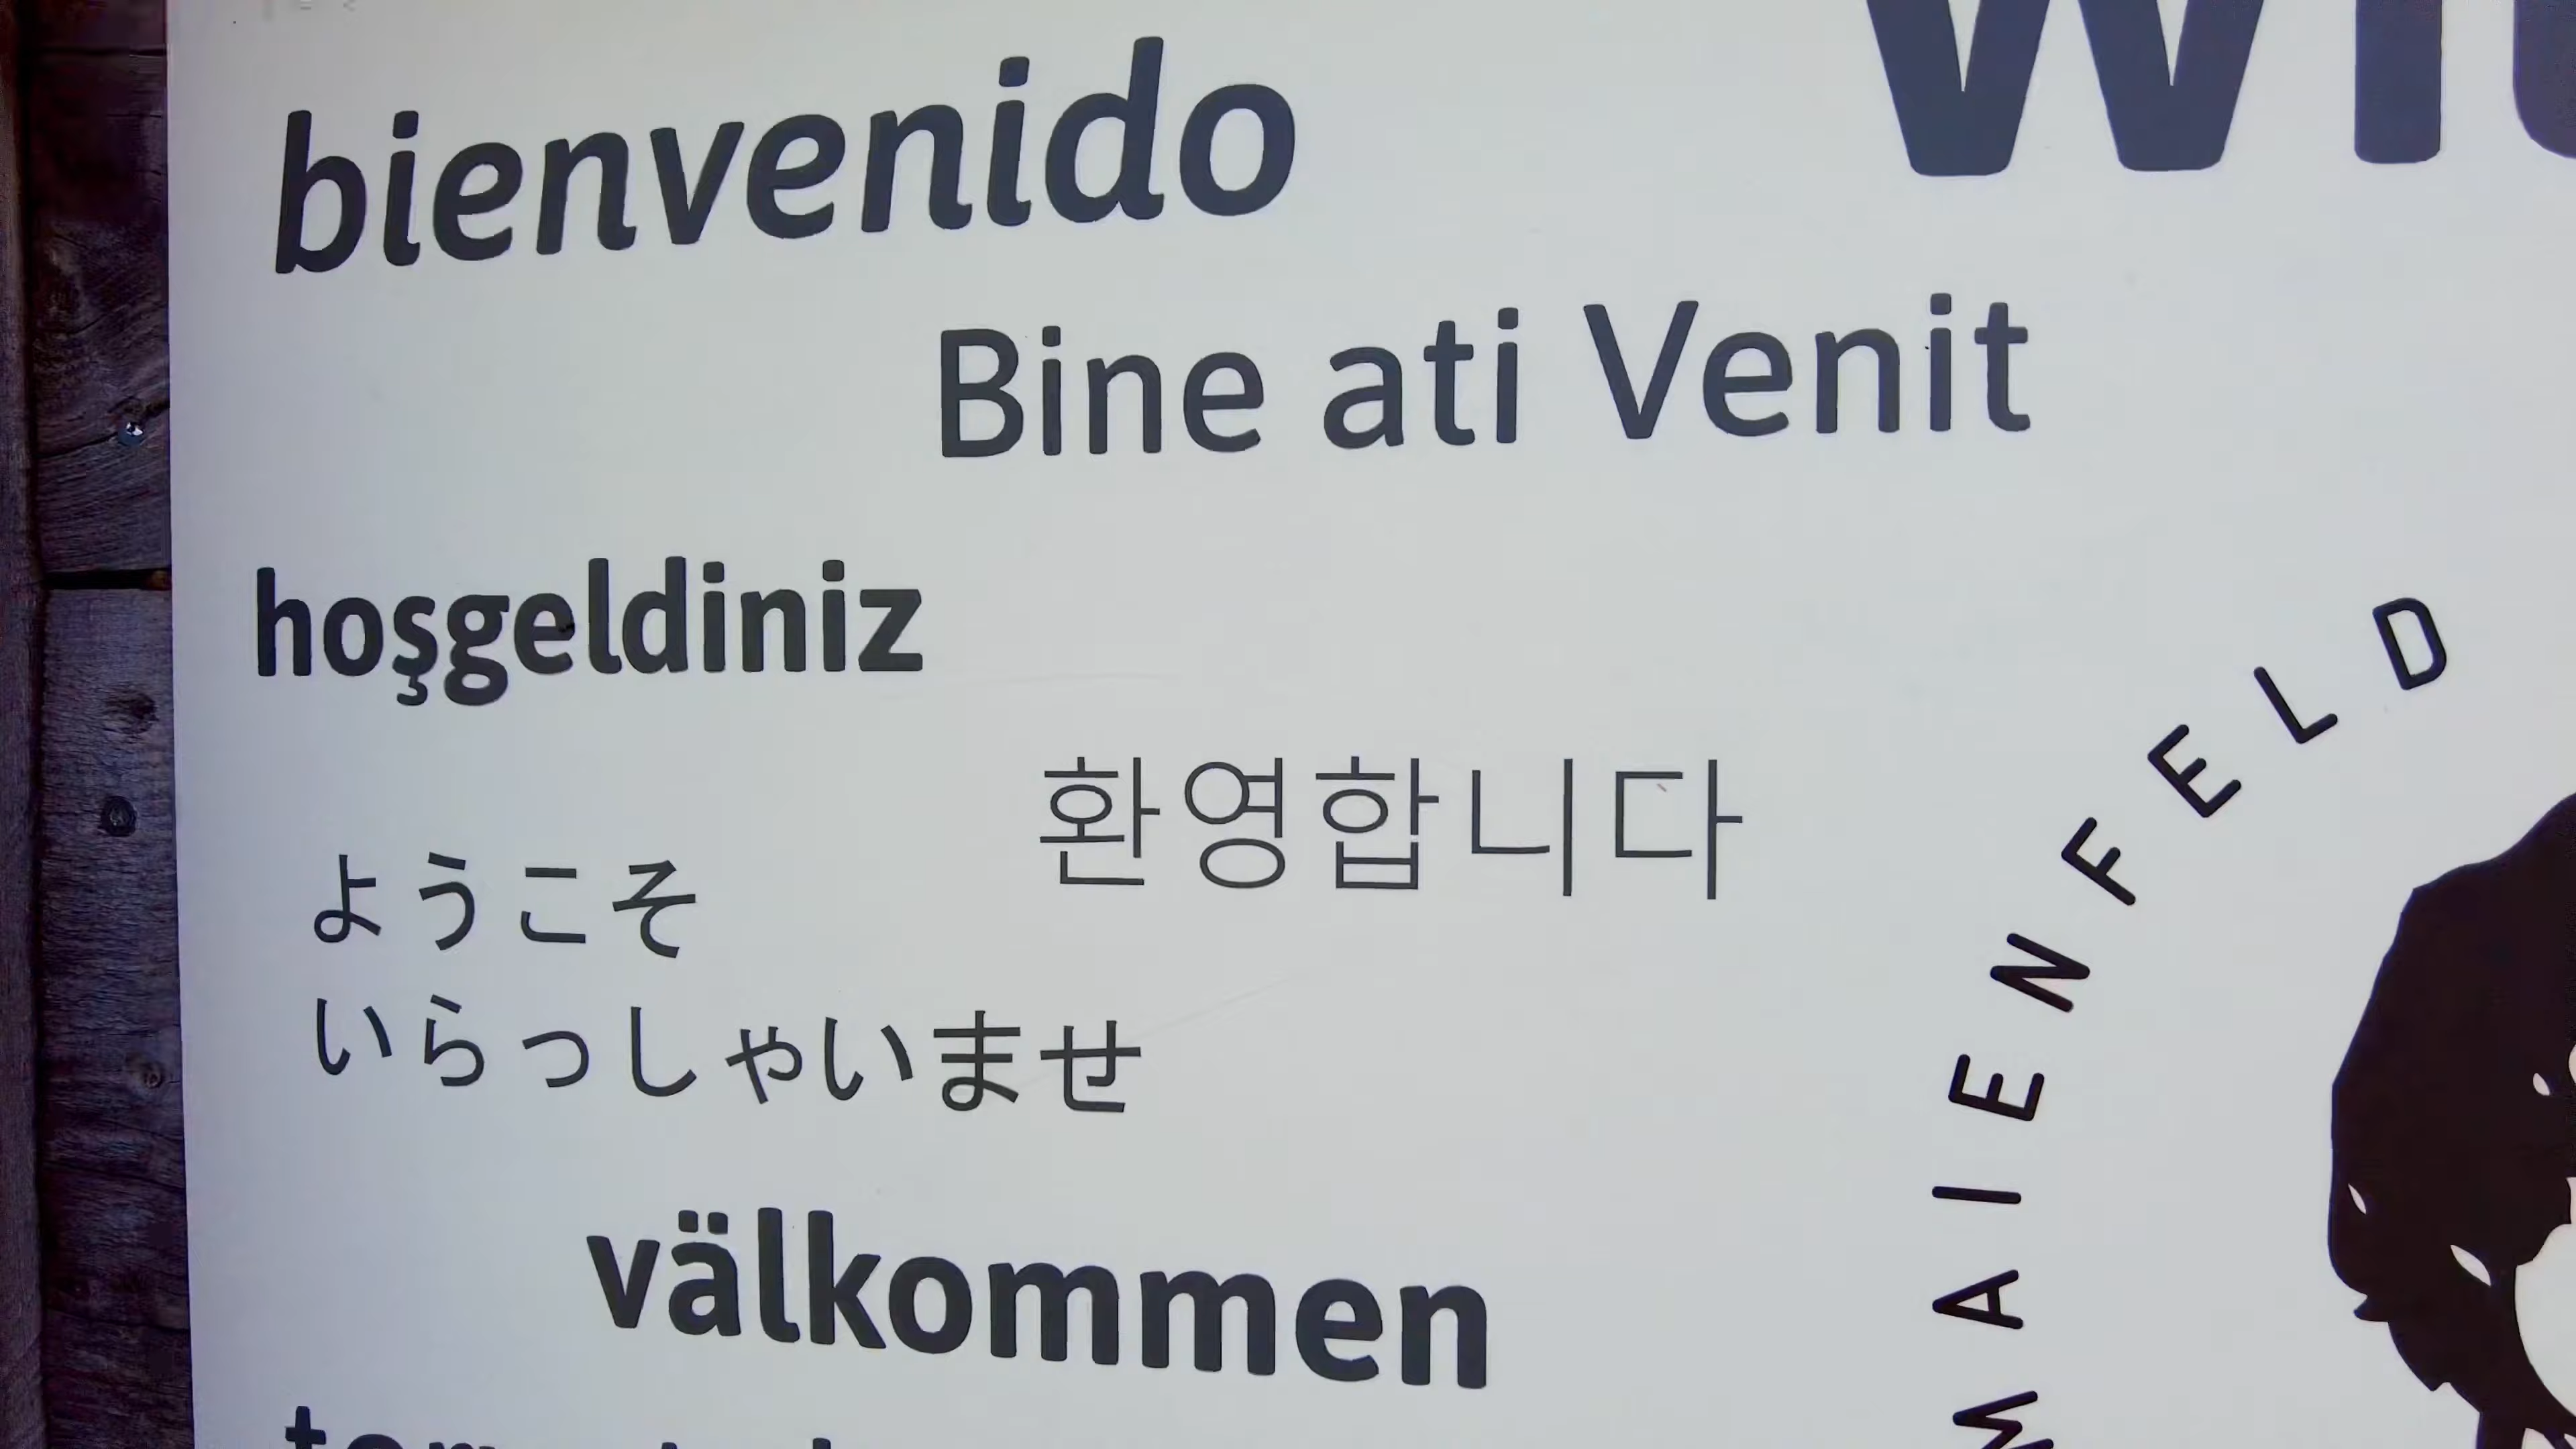 bienvenido
Bine ati Venit
hoşgeldiniz
환영합니다
ようこそ
いらっしゃいませ
välkommen
MAIENFELD